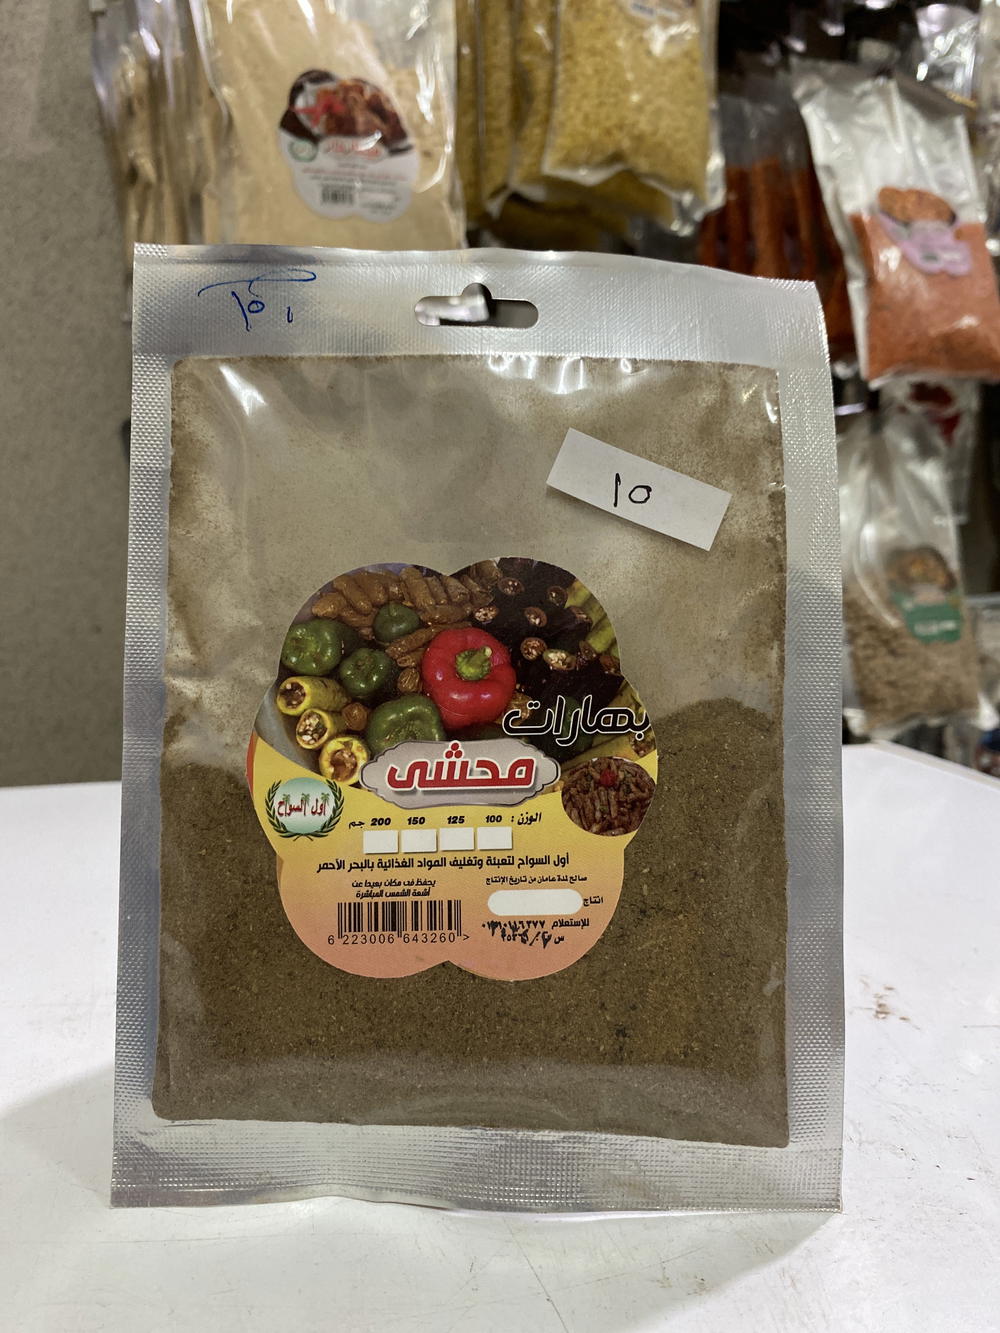 ١٥
بهارات
محشى
أول السواح
الوزن : 100 125 150 200 جم
أول السواح لتعبئة وتغليف المواد الغذائية بالبحر الأحمر
صالح لمدة عامان من تاريخ الإنتاج
يحفظ فى مكان بعيدا عن
أشعة الشمس المباشرة
انتاج
للإستعلام
6 223006 643260 >